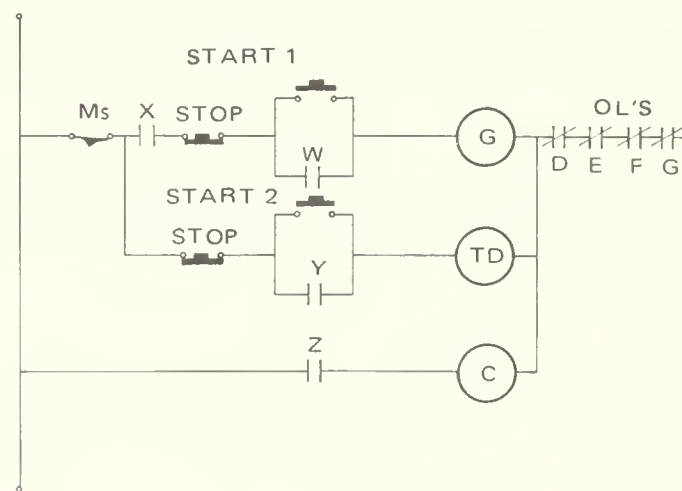 START 1
OL'S
Ms X STOP
G
D E F G
W
START 2
STOP
TD
Y
Z
C